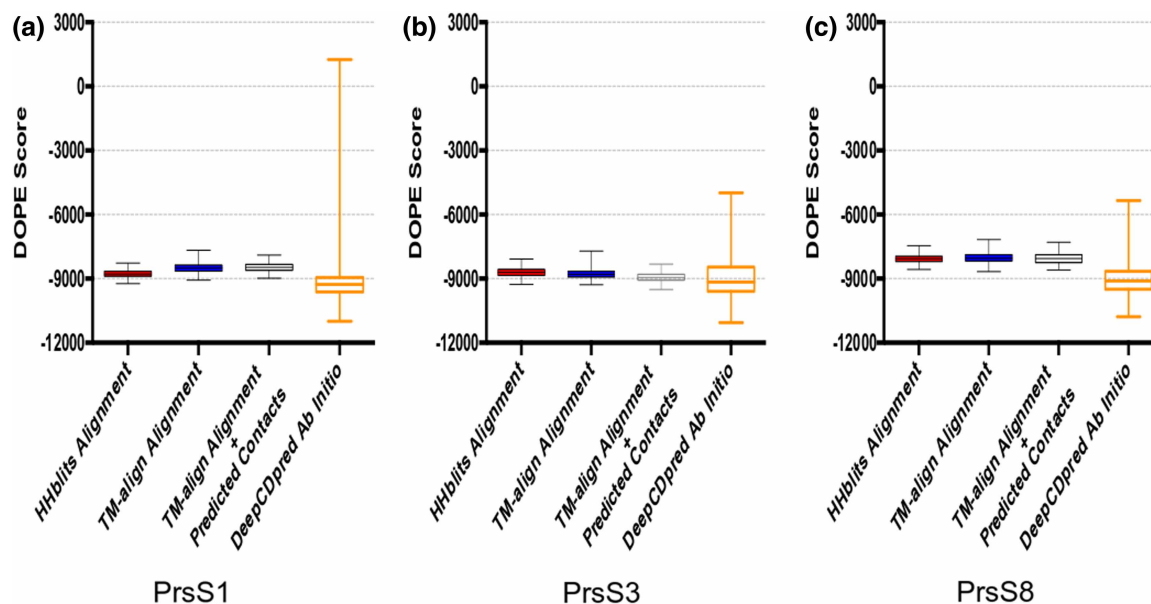 (a)
DOPE Score
3000
0
-3000
-6000
-9000
-12000
HHblits Alignment
TM-align Alignment
TM-align Alignment
+
Predicted Contacts
DeepCDpred Ab Initio
PrsS1
(b)
DOPE Score
3000
0
-3000
-6000
-9000
-12000
HHblits Alignment
TM-align Alignment
TM-align Alignment
+
Predicted Contacts
DeepCDpred Ab Initio
PrsS3
(c)
DOPE Score
3000
0
-3000
-6000
-9000
-12000
HHblits Alignment
TM-align Alignment
TM-align Alignment
+
Predicted Contacts
DeepCDpred Ab Initio
PrsS8